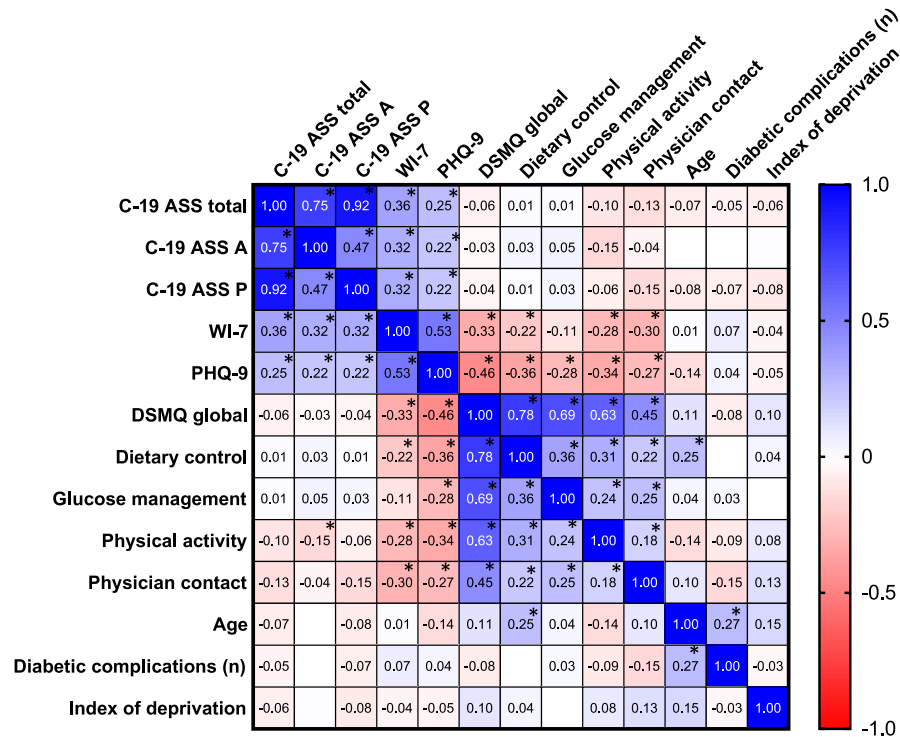 C-19 ASS total
C-19 ASS A
C-19 ASS P
WI-7
PHQ-9
DSMQ global
Dietary control
Glucose management
Physical activity
Physician contact
Age
Diabetic complications (n)
Index of deprivation
C-19 ASS total 1.00 0.75* 0.92* 0.36* 0.25* -0.06 0.01 0.01 -0.10 -0.13 -0.07 -0.05 -0.06
C-19 ASS A 0.75* 1.00 0.47* 0.32* 0.22* -0.03 0.03 0.05 -0.15 -0.04
C-19 ASS P 0.92* 0.47* 1.00 0.32* 0.22* -0.04 0.01 0.03 -0.06 -0.15 -0.08 -0.07 -0.08
WI-7 0.36* 0.32* 0.32* 1.00 0.53* -0.33* -0.22* -0.11 -0.28* -0.30* 0.01 0.07 -0.04
PHQ-9 0.25* 0.22* 0.22* 0.53* 1.00 -0.46* -0.36* -0.28* -0.34* -0.27* -0.14 0.04 -0.05
DSMQ global -0.06 -0.03 -0.04 -0.33* -0.46* 1.00 0.78* 0.69* 0.63* 0.45* 0.11 -0.08 0.10
Dietary control 0.01 0.03 0.01 -0.22* -0.36* 0.78* 1.00 0.36* 0.31* 0.22* 0.25* 0.04
Glucose management 0.01 0.05 0.03 -0.11 -0.28* 0.69* 0.36* 1.00 0.24* 0.25* 0.04 0.03
Physical activity -0.10 -0.15* -0.06 -0.28* -0.34* 0.63* 0.31* 0.24* 1.00 0.18* -0.14 -0.09 0.08
Physician contact -0.13 -0.04 -0.15 -0.30* -0.27* 0.45* 0.22* 0.25* 0.18* 1.00 0.10 -0.15 0.13
Age -0.07 -0.08 0.01 -0.14 0.11 0.25* 0.04 -0.14 0.10 1.00 0.27* 0.15
Diabetic complications (n) -0.05 -0.07 0.07 0.04 -0.08 0.03 -0.09 -0.15 0.27* 1.00 -0.03
Index of deprivation -0.06 -0.08 -0.04 -0.05 0.10 0.04 0.08 0.13 0.15 -0.03 1.00
1.0
0.5
0
-0.5
-1.0